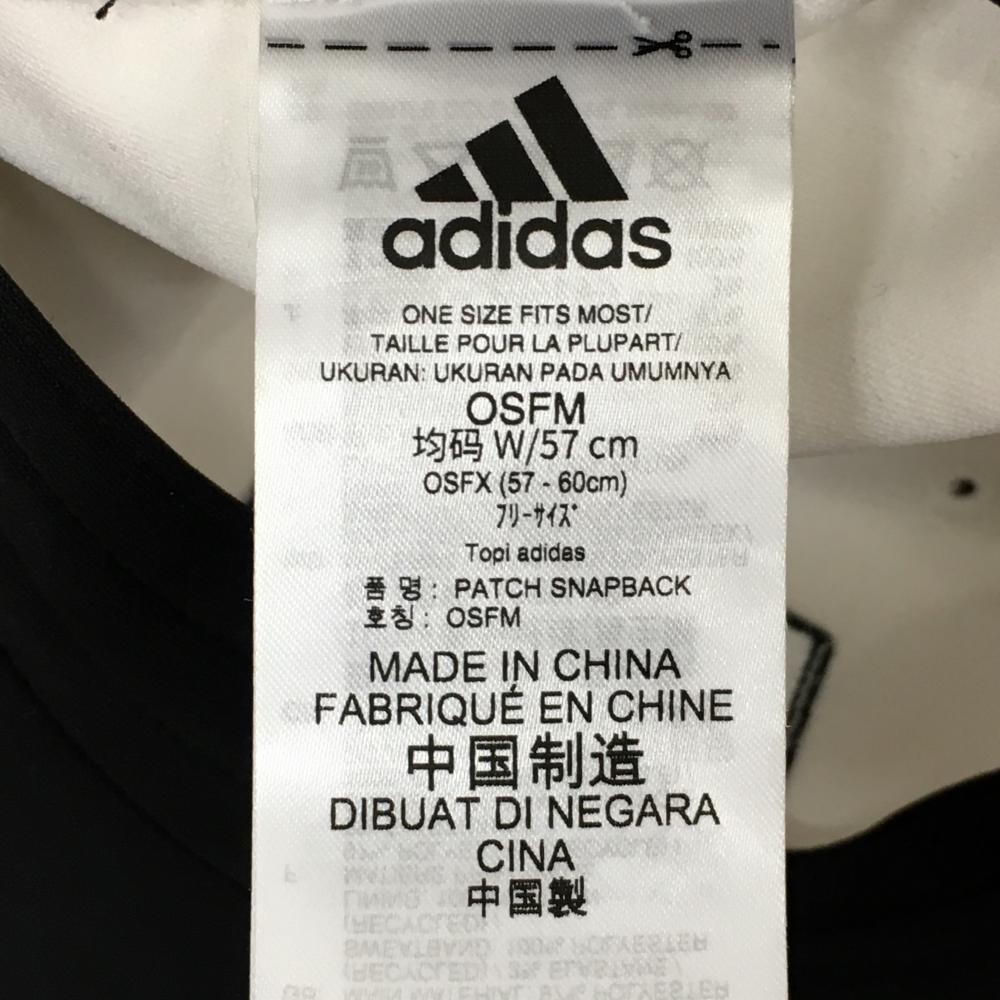 adidas
ONE SIZE FITS MOST/
TAILLE POUR LA PLUPART/
UKURAN: UKURAN PADA UMUMNYA
OSFM
均码 W/57 cm
OSFX (57 - 60cm)
フリーサイズ
Topi adidas
품 명 : PATCH SNAPBACK
호칭 : OSFM
MADE IN CHINA
FABRIQUÉ EN CHINE
中国制造
DIBUAT DI NEGARA
CINA
中国製